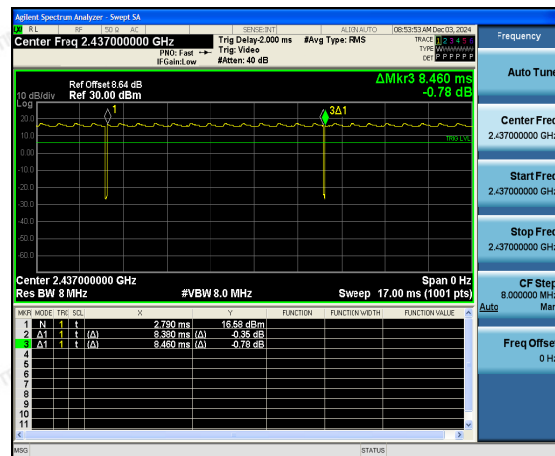 Agilent Spectrum Analyzer - Swept SA
RL RF 50 Ω AC SENSE:INT ALIGN AUTO 08:53:53 AM Dec 03, 2024
Center Freq 2.437000000 GHz
PNO: Fast
IFGain:Low
Trig Delay-2.000 ms
Trig: Video
#Atten: 40 dB
#Avg Type: RMS
TRACE 1 2 3 4 5 6
TYPE WWWWWW
DET P P P P P P
Frequency
Ref Offset 8.64 dB
10 dB/div Ref 30.00 dBm
ΔMkr3 8.460 ms
-0.78 dB
Log
20.0
10.0
0.00
-10.0
-20.0
-30.0
-40.0
-50.0
-60.0
1
3Δ1
TRIG LVL
Center 2.437000000 GHz Span 0 Hz
Res BW 8 MHz #VBW 8.0 MHz Sweep 17.00 ms (1001 pts)
MKR MODE TRC SCL X Y FUNCTION FUNCTION WIDTH FUNCTION VALUE
1 N 1 t 2.790 ms 16.58 dBm
2 Δ1 1 t (Δ) 8.380 ms (Δ) -0.35 dB
3 Δ1 1 t (Δ) 8.460 ms (Δ) -0.78 dB
4
5
6
7
8
9
10
11
MSG STATUS
Auto Tune
Center Freq
2.437000000 GHz
Start Freq
2.437000000 GHz
Stop Freq
2.437000000 GHz
CF Step
8.000000 MHz
Auto Man
Freq Offset
0 Hz